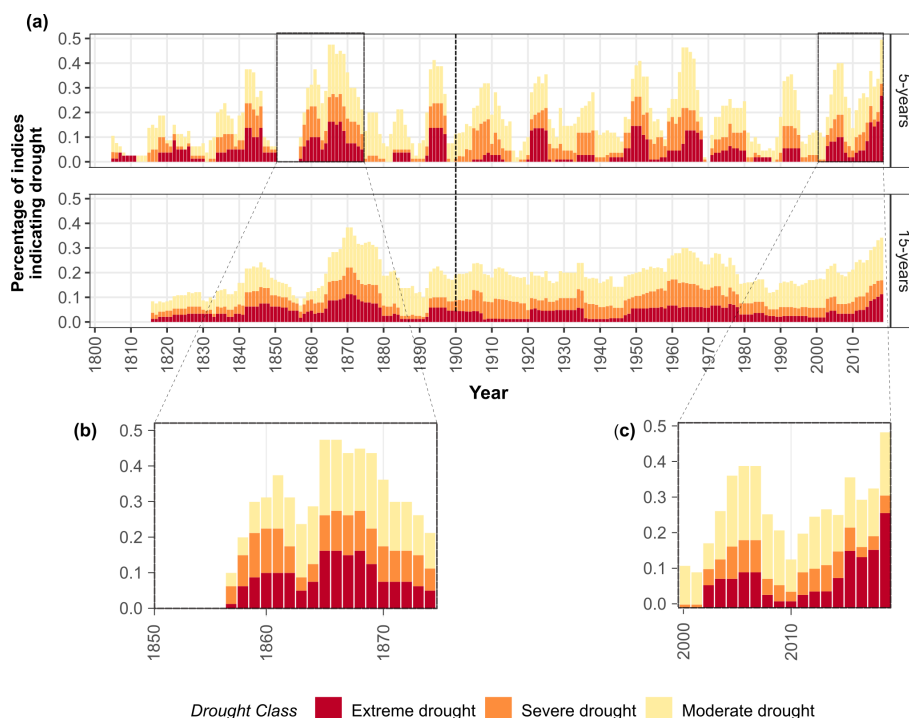 (a)
Percentage of indices
indicating drought
0.5
0.4
0.3
0.2
0.1
0.0
5-years
0.5
0.4
0.3
0.2
0.1
0.0
15-years
1800 1810 1820 1830 1840 1850 1860 1870 1880 1890 1900 1910 1920 1930 1940 1950 1960 1970 1980 1990 2000 2010
Year
(b)
0.5
0.4
0.3
0.2
0.1
0.0
1850 1860 1870
(c)
0.5
0.4
0.3
0.2
0.1
0.0
2000 2010
Drought Class Extreme drought Severe drought Moderate drought